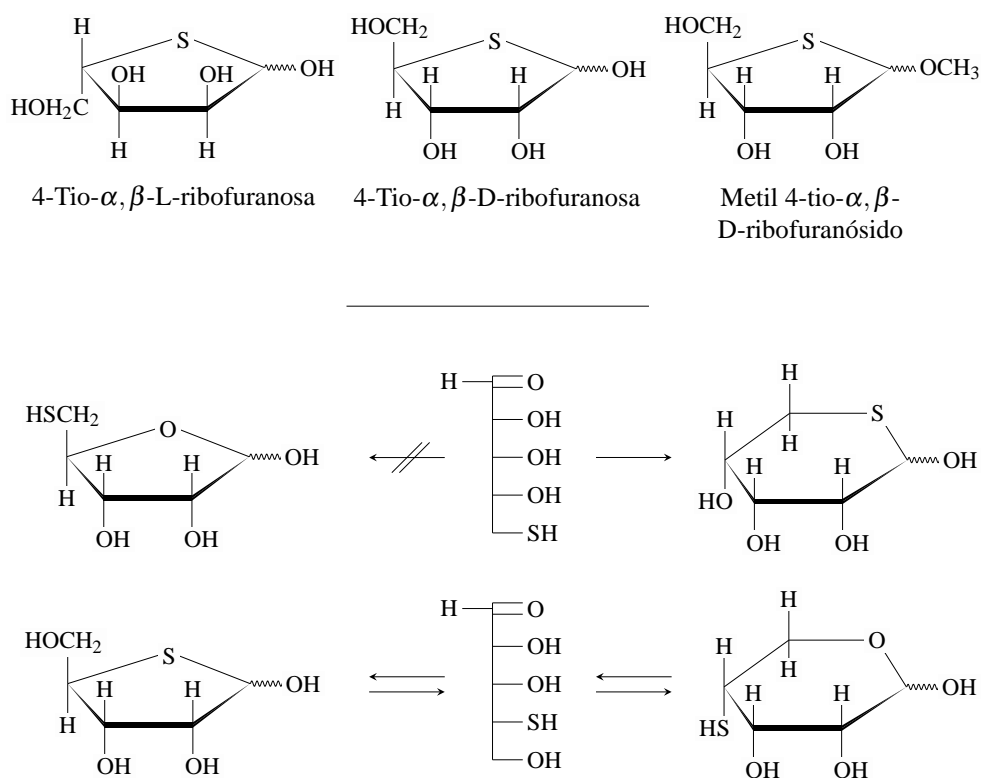 H S OH OH OH HOH2C H H
HOCH2 S H H OH H OH OH
HOCH2 S H H OCH3 H OH OH
4-Tio-α,β-L-ribofuranosa
4-Tio-α,β-D-ribofuranosa
Metil 4-tio-α,β-
D-ribofuranósido
HSCH2 O H H OH H OH OH
H O
OH
OH
OH
SH
H H S H H H OH HO OH OH
HOCH2 S H H OH H OH OH
H O
OH
OH
SH
OH
H H O H H H OH HS OH OH